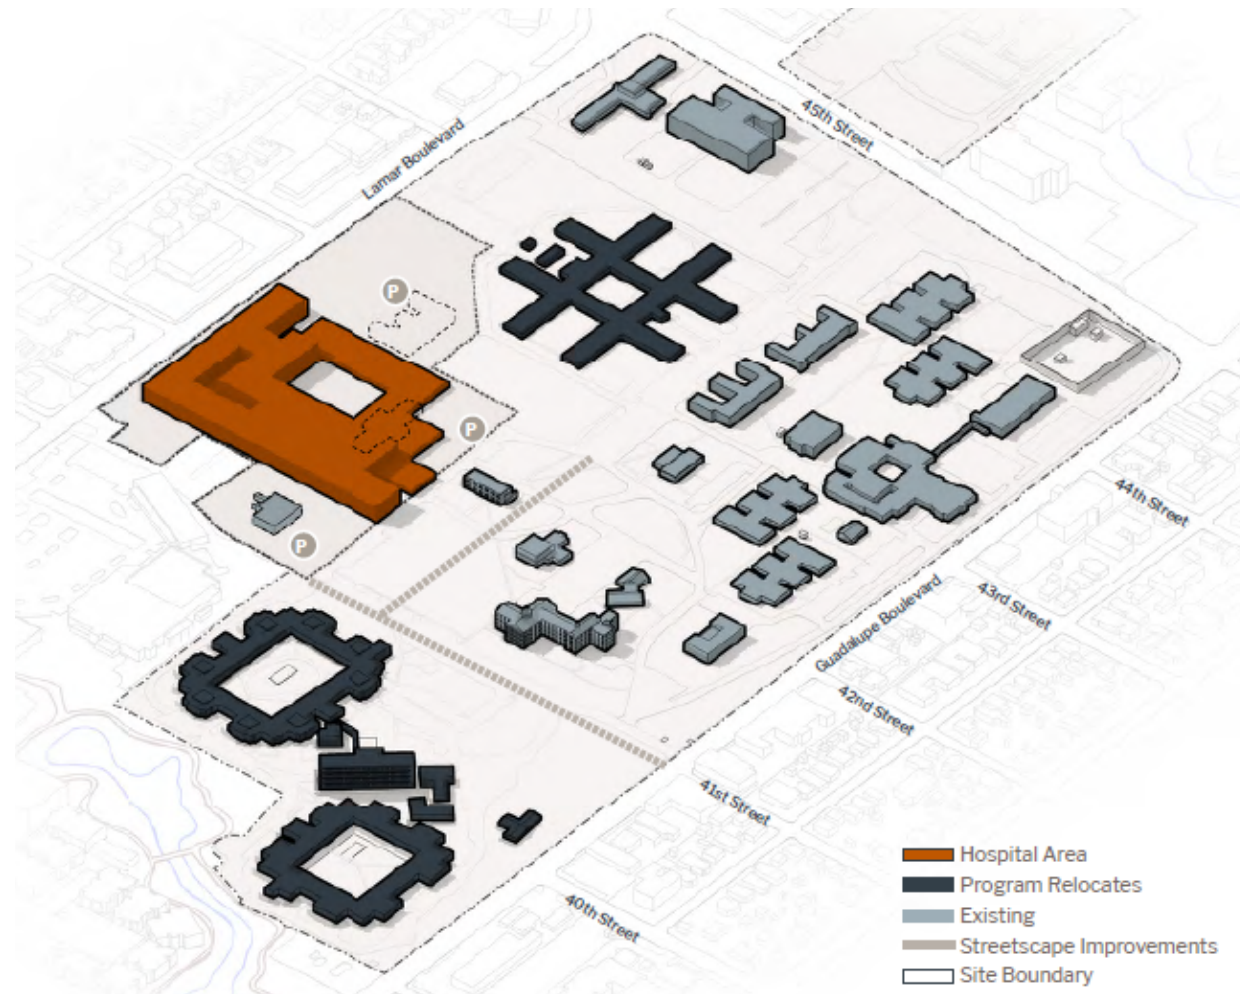 45th Street
Lamar Boulevard
P
P
P
44th Street
43rd Street
Guadalupe Boulevard
42nd Street
41st Street
40th Street
Hospital Area
Program Relocates
Existing
Streetscape Improvements
Site Boundary